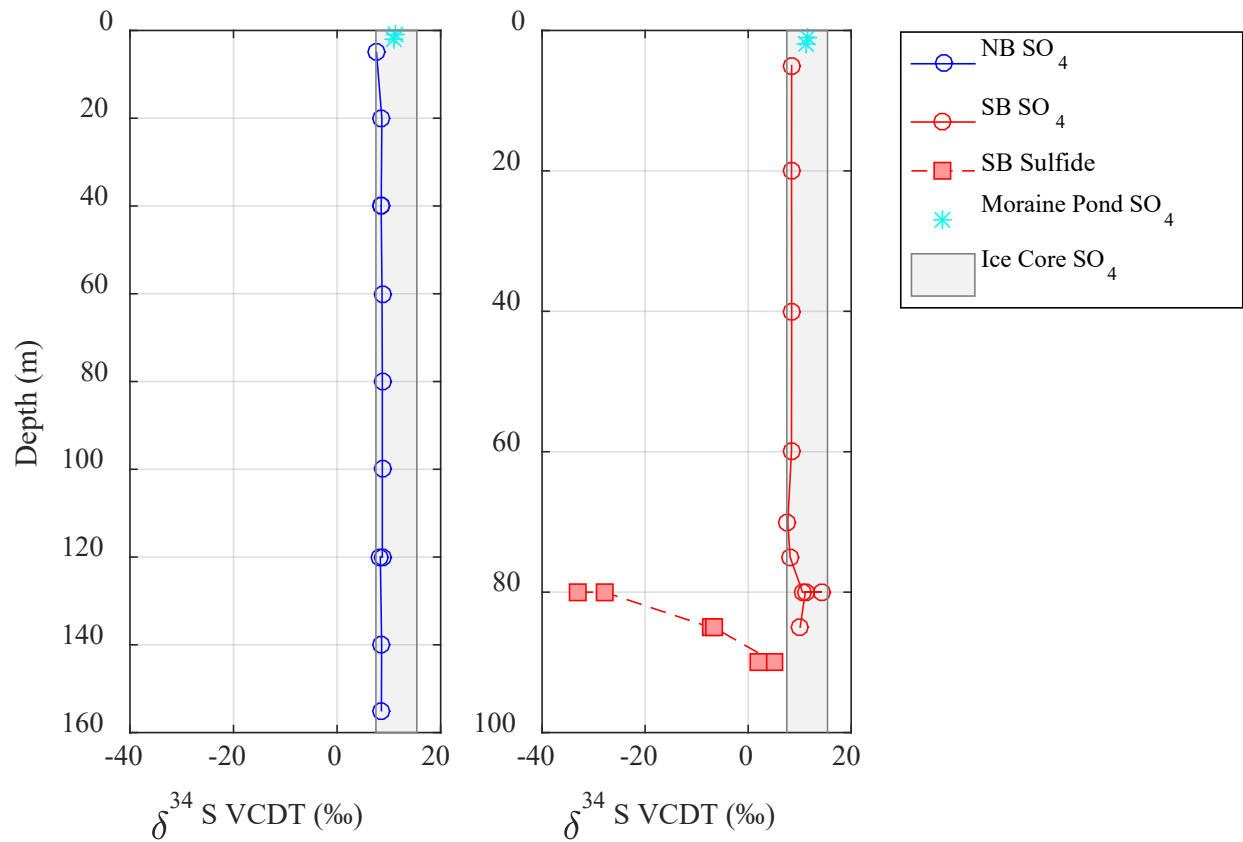 0
20
40
60
80
100
120
140
160
-40
-20
0
20
Depth (m)
δ34 S VCDT (‰)
0
20
40
60
80
100
-40
-20
0
20
δ34 S VCDT (‰)
NB SO4
SB SO4
SB Sulfide
Moraine Pond SO4
Ice Core SO4